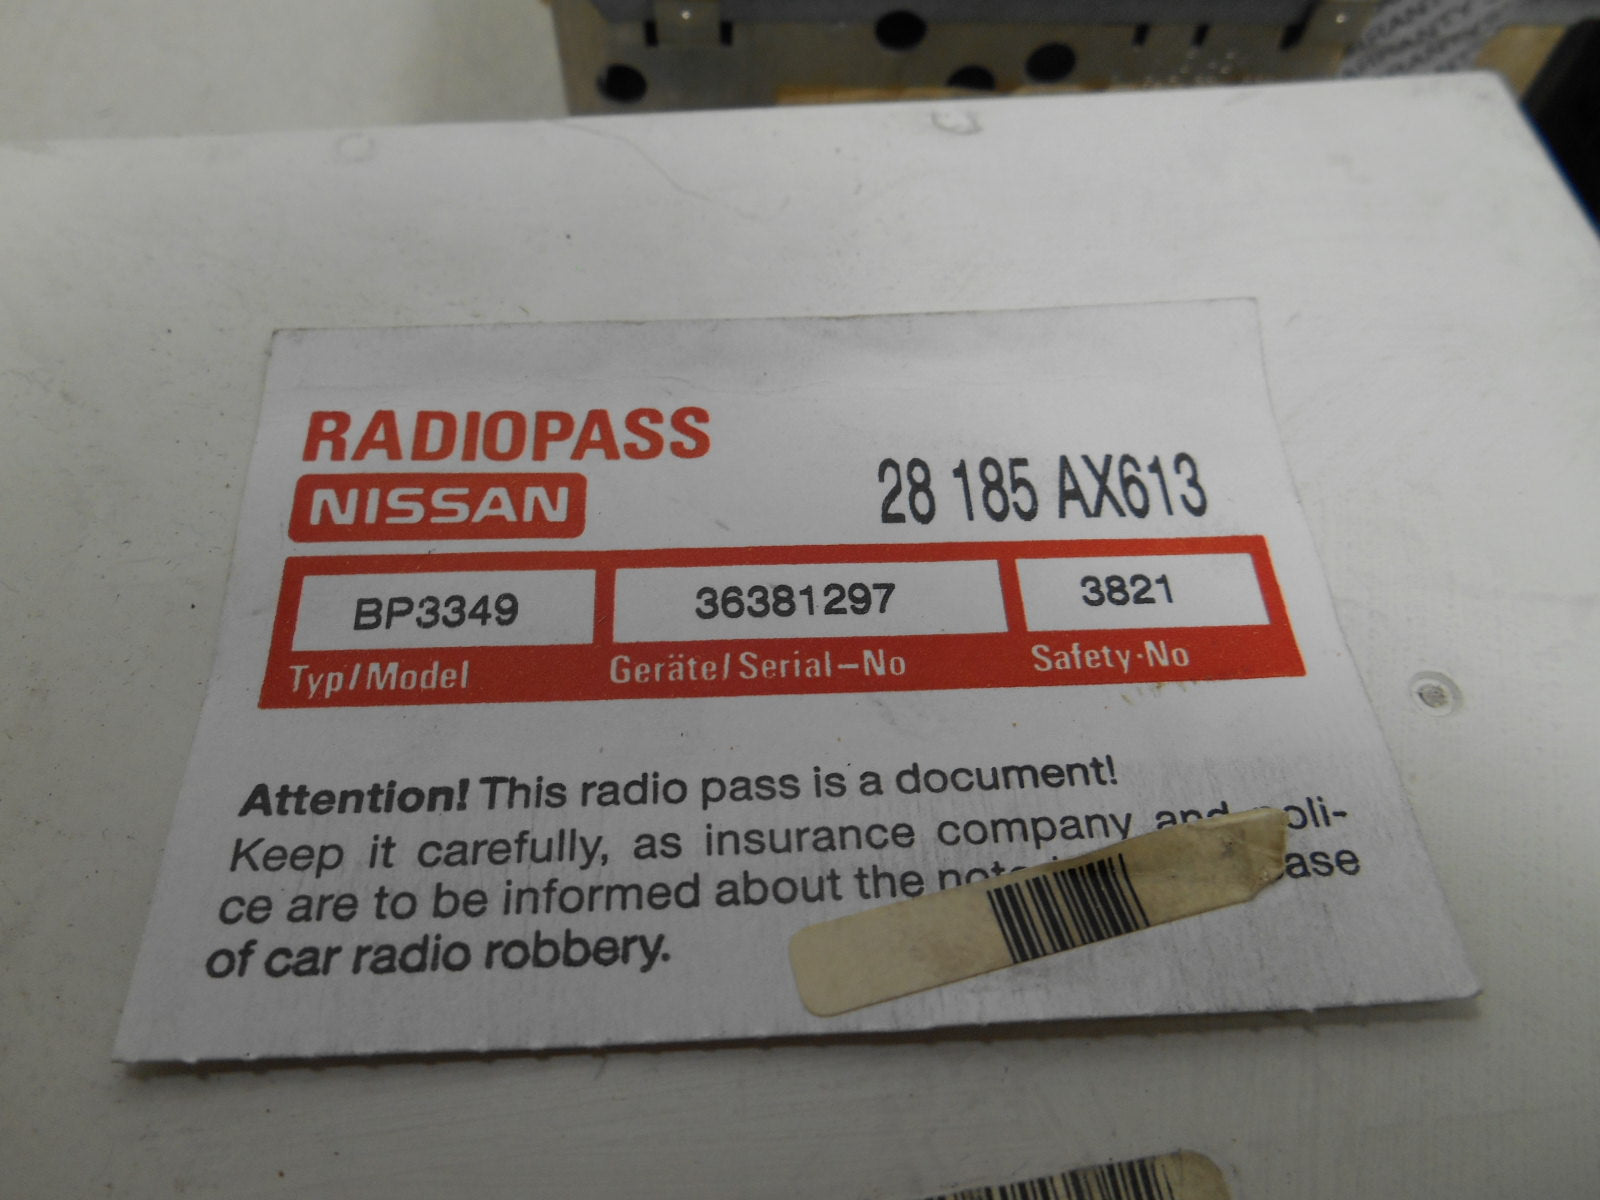 RADIOPASS
NISSAN
28 185 AX613
BP3349 36381297 3821
Typ/Model Geräte/Serial-No Safety-No
Attention! This radio pass is a document!
Keep it carefully, as insurance company and
ce are to be informed about the
of car radio robbery.